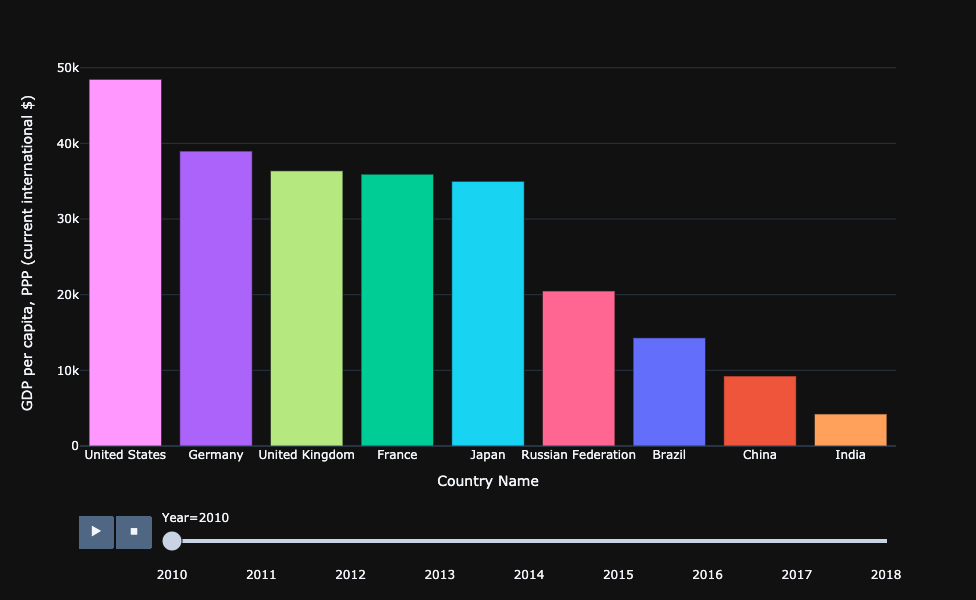 50k
40k
30k
20k
10k
0
GDP per capita, PPP (current international $)
United States Germany United Kingdom France Japan Russian Federation Brazil China India
Country Name
Year=2010
2010 2011 2012 2013 2014 2015 2016 2017 2018